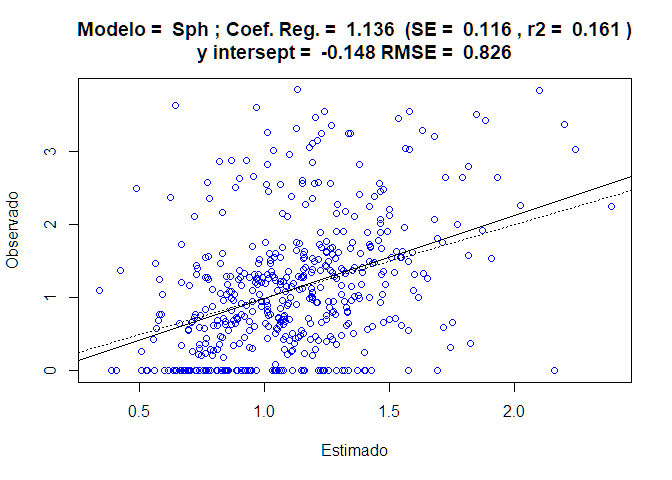 Modelo = Sph ; Coef. Reg. = 1.136 (SE = 0.116 , r2 = 0.161 )
y intersept = -0.148 RMSE = 0.826
Observado
3
2
1
0
0.5 1.0 1.5 2.0
Estimado